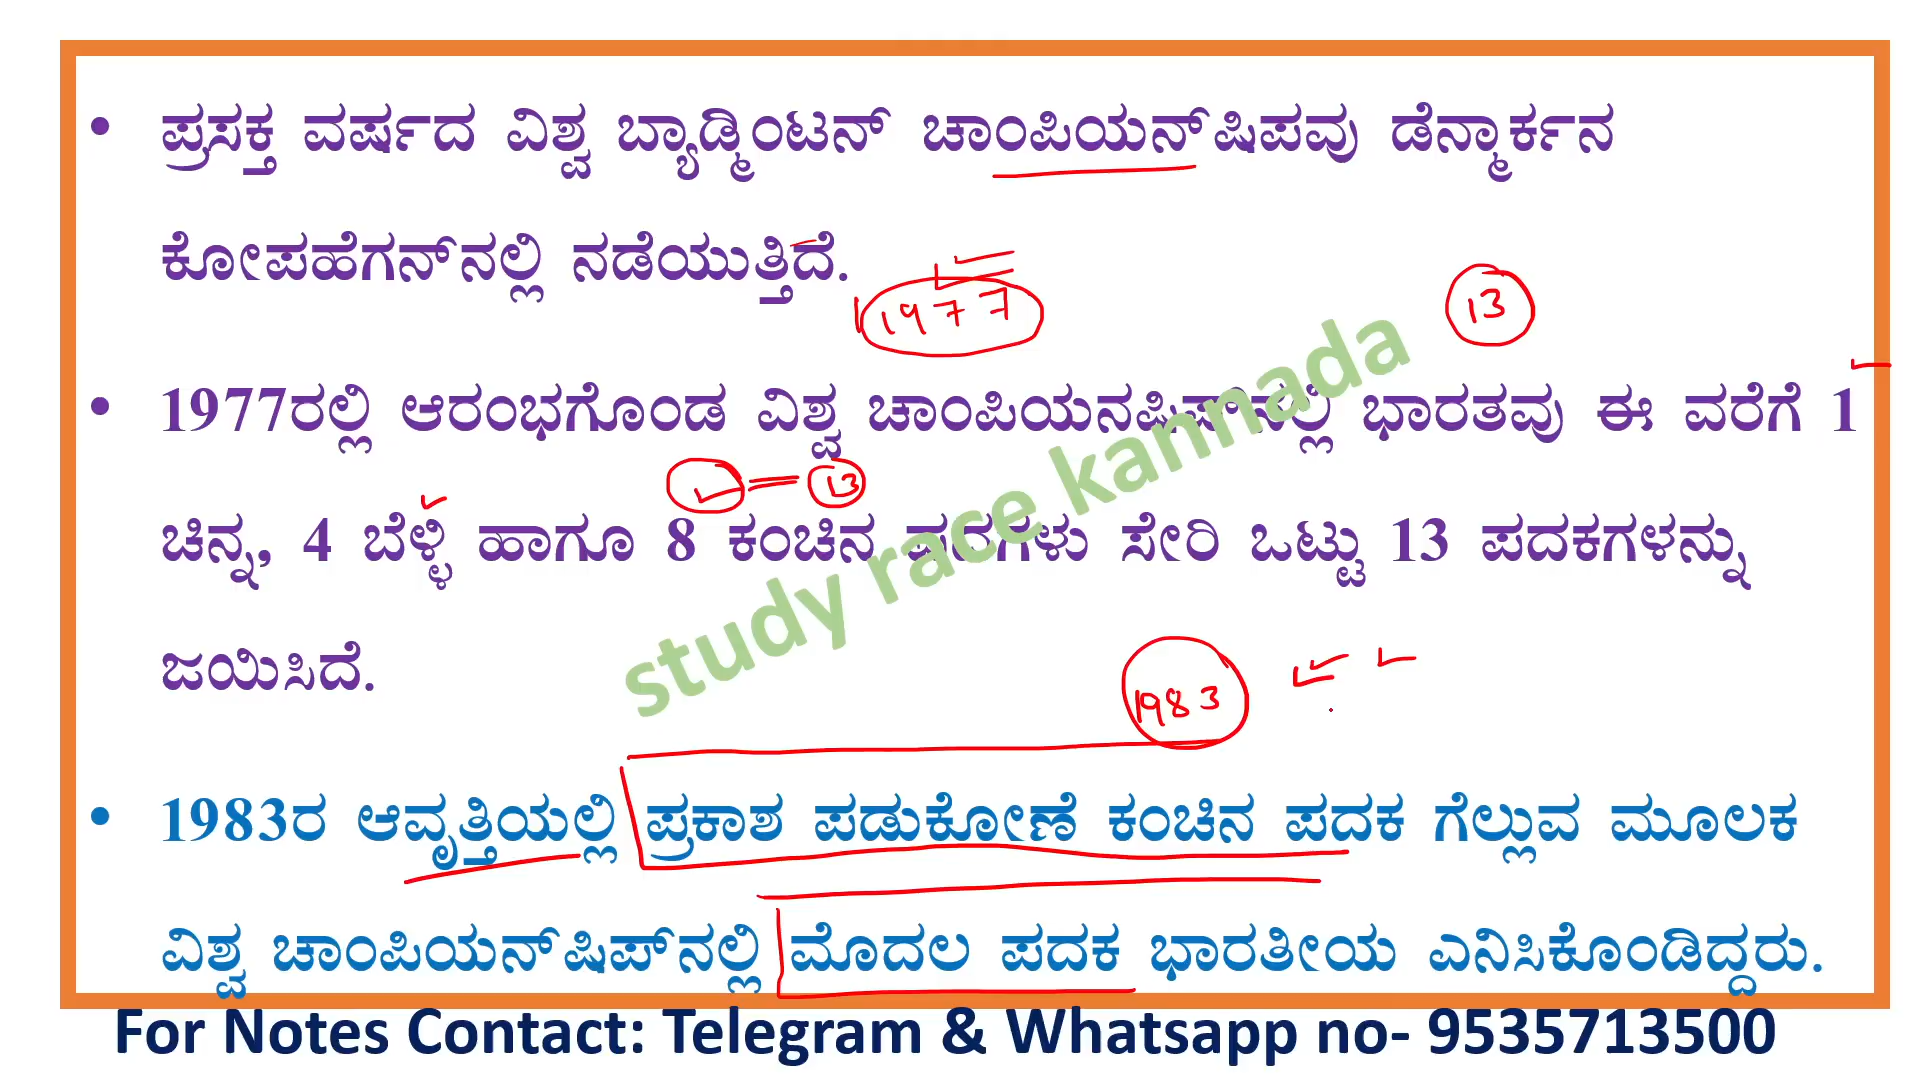 • ಪ್ರಸಕ್ತ ವರ್ಷದ ವಿಶ್ವ ಬ್ಯಾಡ್ಮಿಂಟನ್ ಚಾಂಪಿಯನ್‌ಷಿಪವು ಡೆನ್ಮಾರ್ಕನ
ಕೋಪಹೆಗನ್‌ನಲ್ಲಿ ನಡೆಯುತ್ತಿದೆ.
1977
13
• 1977ರಲ್ಲಿ ಆರಂಭಗೊಂಡ ವಿಶ್ವ ಚಾಂಪಿಯನಷಿಪ್‌ನಲ್ಲಿ ಭಾರತವು ಈ ವರೆಗೆ 1
13
ಚಿನ್ನ, 4 ಬೆಳ್ಳಿ ಹಾಗೂ 8 ಕಂಚಿನ ಸೇರಿ ಒಟ್ಟು 13 ಪದಕಗಳನ್ನು
ಜಯಿಸಿದೆ.
study race kannada
1983
• 1983ರ ಆವೃತ್ತಿಯಲ್ಲಿ ಪ್ರಕಾಶ ಪಡುಕೋಣೆ ಕಂಚಿನ ಪದಕ ಗೆಲ್ಲುವ ಮೂಲಕ
ವಿಶ್ವ ಚಾಂಪಿಯನ್‌ಷಿಪ್‌ನಲ್ಲಿ ಮೊದಲ ಪದಕ ಭಾರತೀಯ ಎನಿಸಿಕೊಂಡಿದ್ದರು.
For Notes Contact: Telegram & Whatsapp no- 9535713500